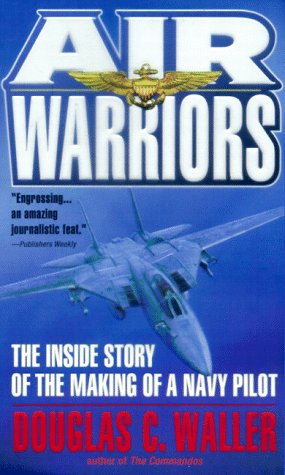 AIR
WARRIORS
"Engrossing...
an amazing
journalistic feat."
—Publishers Weekly
THE INSIDE STORY
OF THE MAKING OF A NAVY PILOT
DOUGLAS C. WALLER
author of The Commandos